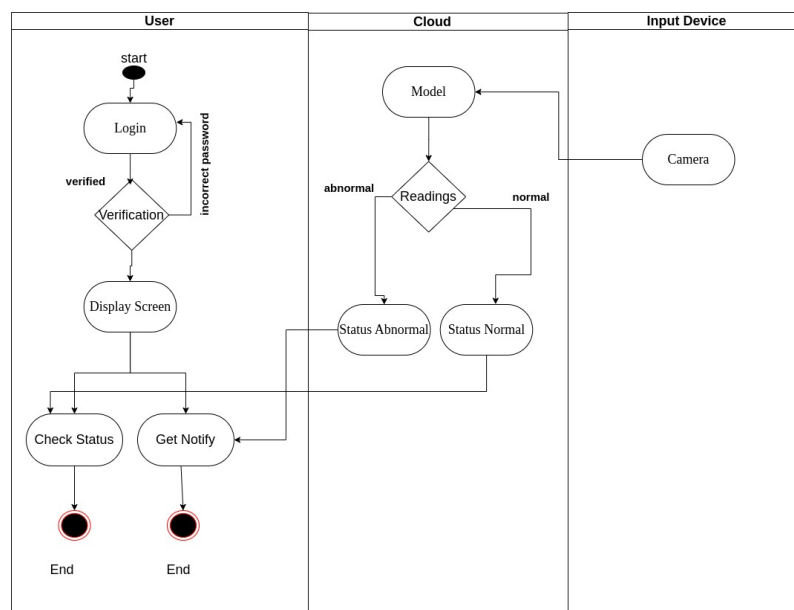 User
Cloud
Input Device
start
Login
incorrect password
verified
Verification
Display Screen
Check Status
Get Notify
End
End
Model
abnormal
Readings
normal
Status Abnormal
Status Normal
Camera